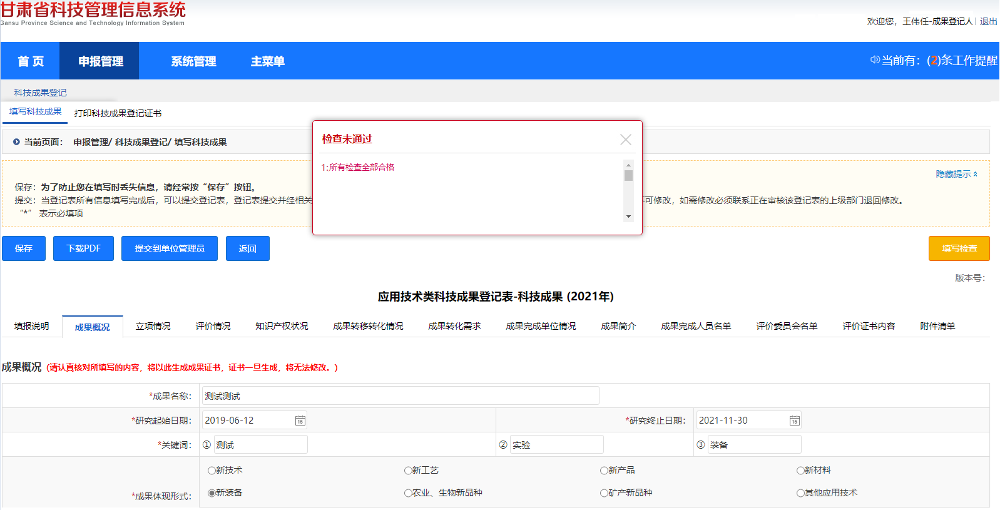 甘肃省科技管理信息系统
Gansu Province Science and Technology Information System
欢迎您，王伟任-成果登记人| 退出
首 页 申报管理 系统管理 主菜单 当前有：(2)条工作提醒
科技成果登记
填写科技成果 打印科技成果登记证书
检查未通过
1:所有检查全部合格
当前页面： 申报管理/ 科技成果登记/ 填写科技成果
隐藏提示
保存：为了防止您在填写时丢失信息，请经常按“保存”按钮。
提交：当登记表所有信息填写完成后，可以提交登记表，登记表提交并经相关 可修改，如需修改必须联系正在审核该登记表的上级部门退回修改。
“*” 表示必填项
保存 下载PDF 提交到单位管理员 返回 填写检查
版本号：
应用技术类科技成果登记表-科技成果 (2021年)
填报说明 成果概况 立项情况 评价情况 知识产权状况 成果转移转化情况 成果转化需求 成果完成单位情况 成果简介 成果完成人员名单 评价委员会名单 评价证书内容 附件清单
成果概况（请认真核对所填写的内容，将以此生成成果证书，证书一旦生成，将无法修改。）
*成果名称： 测试测试
*研究起始日期： 2019-06-12 *研究终止日期： 2021-11-30
*关键词： ① 测试 ② 实验 ③ 装备
新技术 新工艺 新产品 新材料
*成果体现形式： 新装备 农业、生物新品种 矿产新品种 其他应用技术